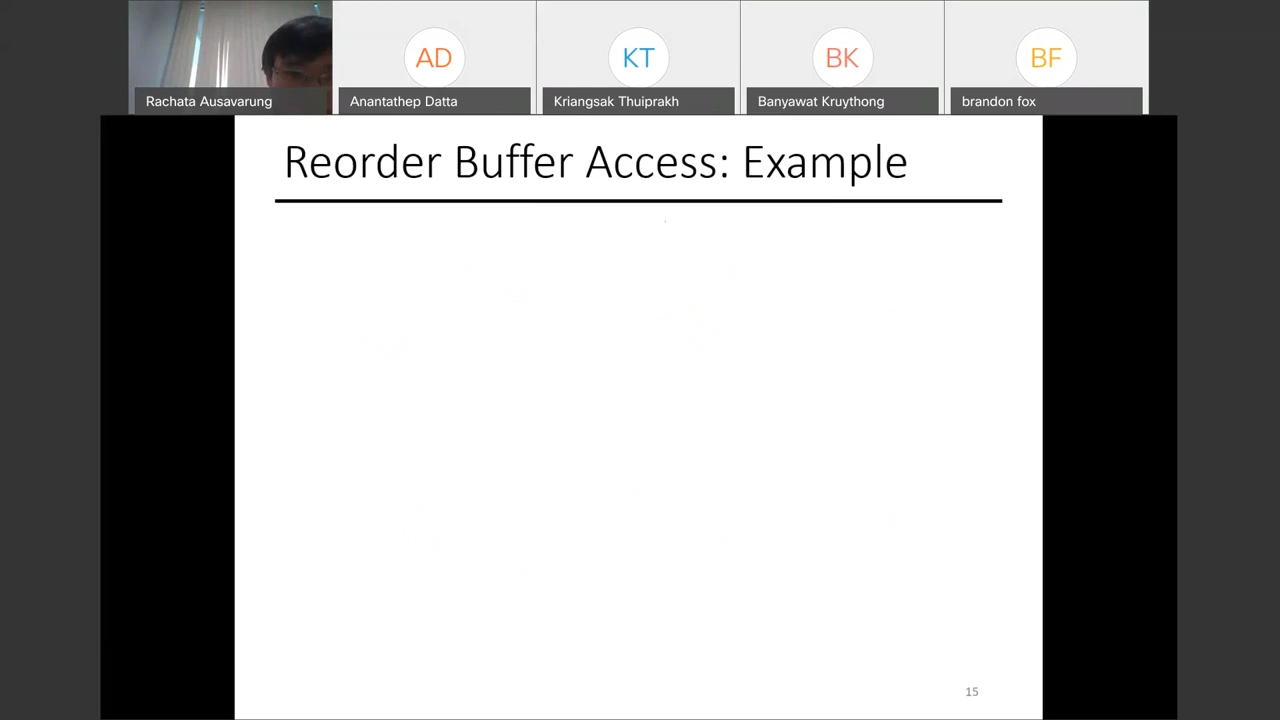 AD
KT
BK
BF
Rachata Ausavarung
Anantathep Datta
Kriangsak Thuiprakh
Banyawat Kruythong
brandon fox
Reorder Buffer Access: Example
15